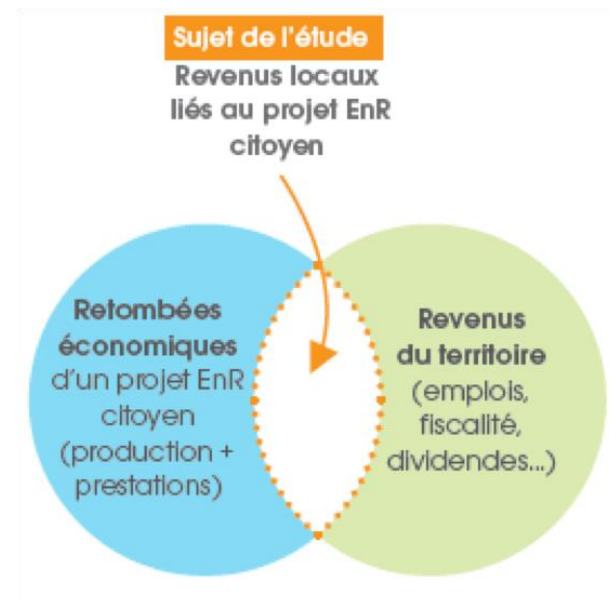 Sujet de l'étude
Revenus locaux
liés au projet EnR
citoyen
Retombées
économiques
d'un projet EnR
citoyen
(production +
prestations)
Revenus
du territoire
(emplois,
fiscalité,
dividendes...)